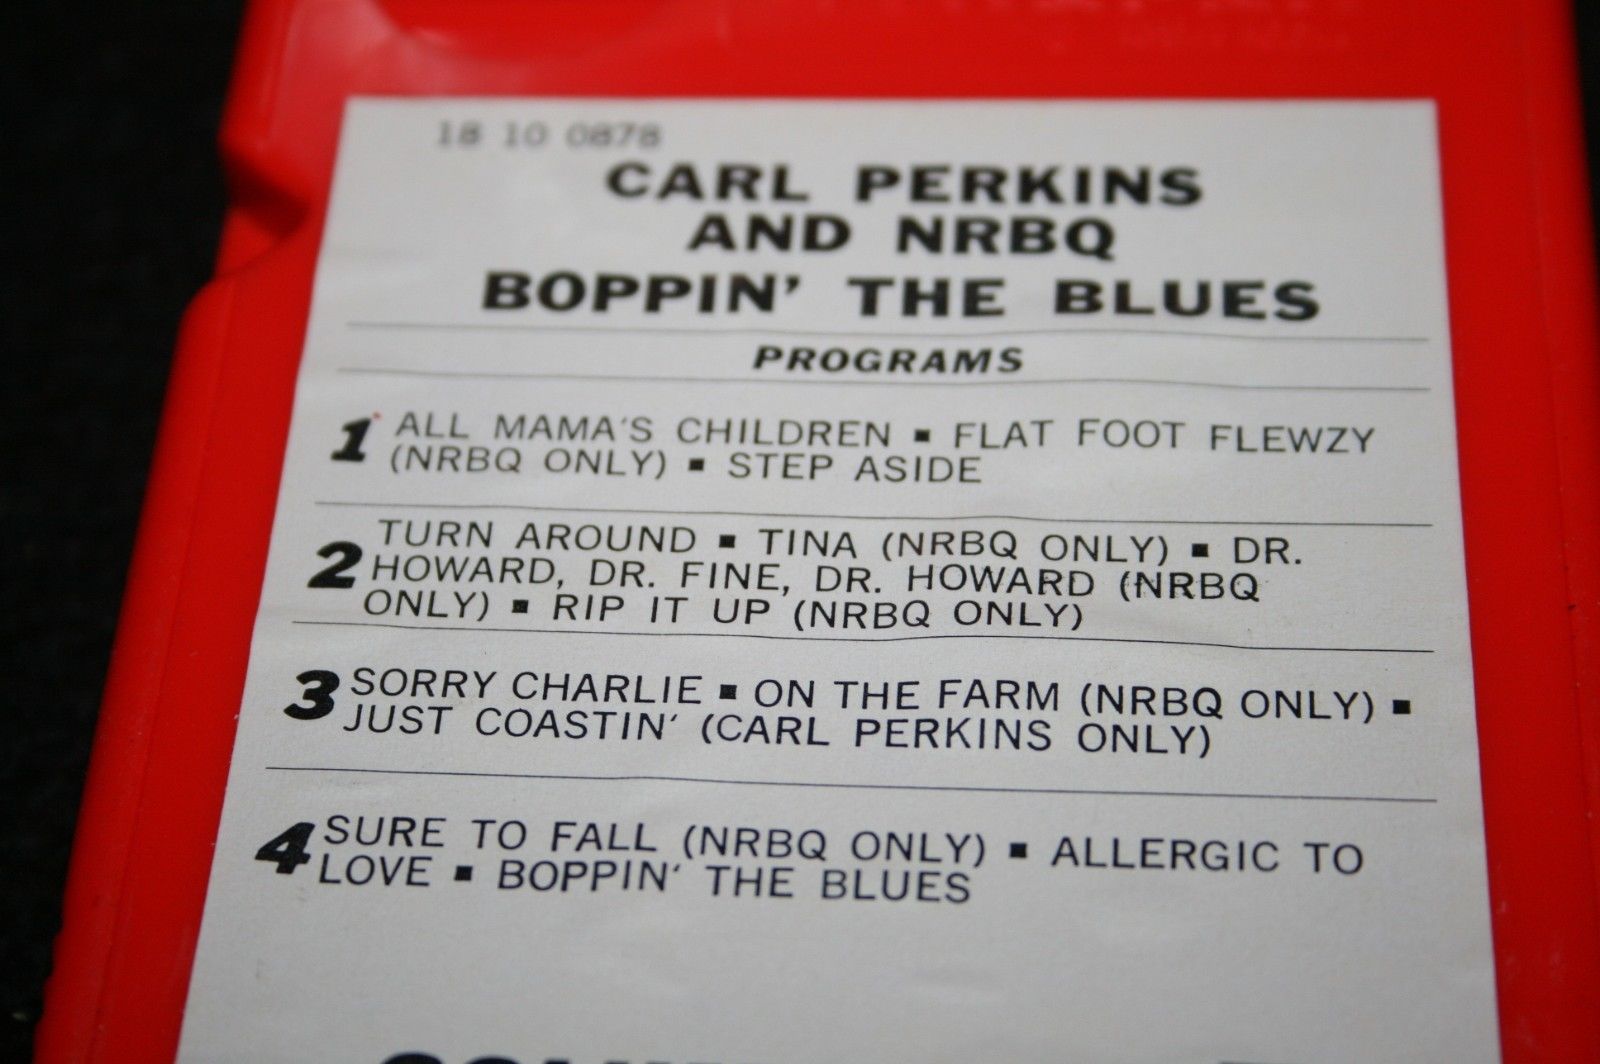 18 10 0878
CARL PERKINS
AND NRBQ
BOPPIN' THE BLUES
PROGRAMS
1 ALL MAMA'S CHILDREN ▪ FLAT FOOT FLEWZY
(NRBQ ONLY) ▪ STEP ASIDE
2 TURN AROUND ▪ TINA (NRBQ ONLY) ▪ DR.
HOWARD, DR. FINE, DR. HOWARD (NRBQ
ONLY) ▪ RIP IT UP (NRBQ ONLY)
3 SORRY CHARLIE ▪ ON THE FARM (NRBQ ONLY) ▪
JUST COASTIN' (CARL PERKINS ONLY)
4 SURE TO FALL (NRBQ ONLY) ▪ ALLERGIC TO
LOVE ▪ BOPPIN' THE BLUES